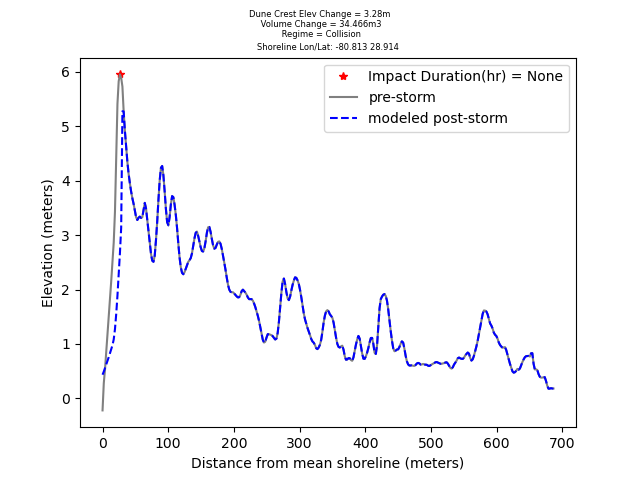 Dune Crest Elev Change = 3.28m
Volume Change = 34.466m3
Regime = Collision
Shoreline Lon/Lat: -80.813 28.914
Impact Duration(hr) = None
pre-storm
modeled post-storm
Elevation (meters)
6
5
4
3
2
1
0
0 100 200 300 400 500 600 700
Distance from mean shoreline (meters)